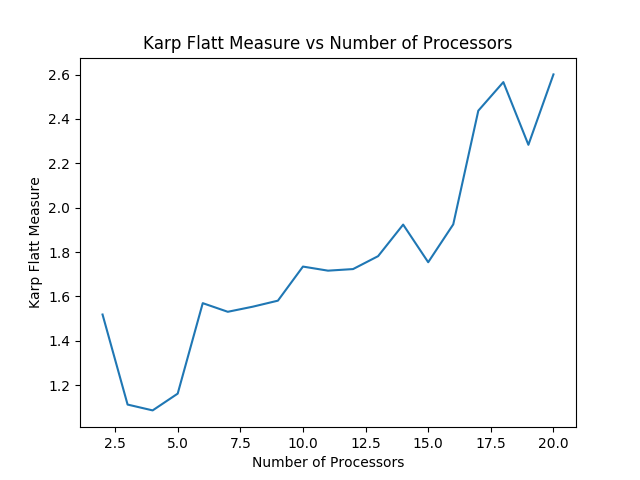 Karp Flatt Measure vs Number of Processors
2.6
2.4
2.2
2.0
1.8
1.6
1.4
1.2
Karp Flatt Measure
2.5 5.0 7.5 10.0 12.5 15.0 17.5 20.0
Number of Processors